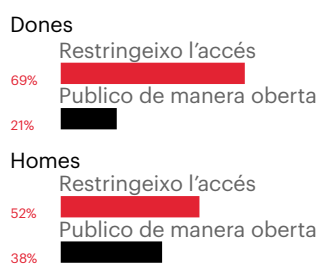 Dones
Restringeixo l’accés
69%
Publico de manera oberta
21%
Homes
Restringeixo l’accés
52%
Publico de manera oberta
38%